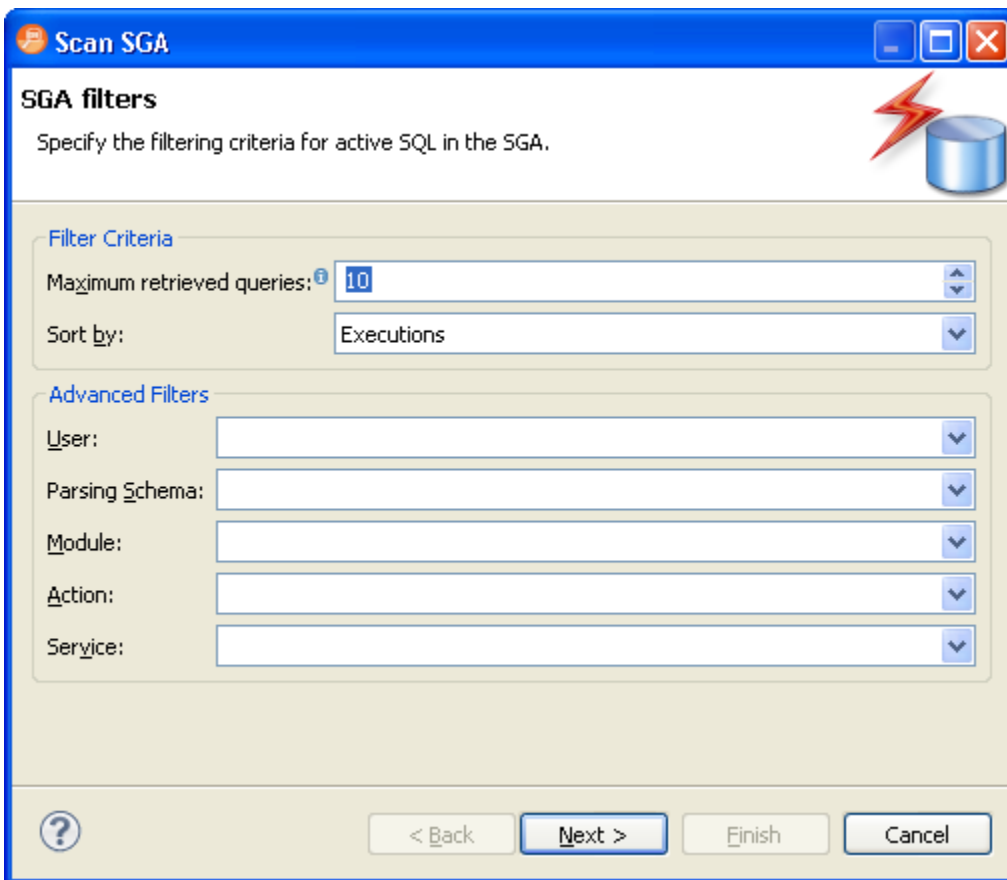 Scan SGA
SGA filters
Specify the filtering criteria for active SQL in the SGA.
Filter Criteria
Maximum retrieved queries: 10
Sort by: Executions
Advanced Filters
User:
Parsing Schema:
Module:
Action:
Service:
< Back Next > Finish Cancel